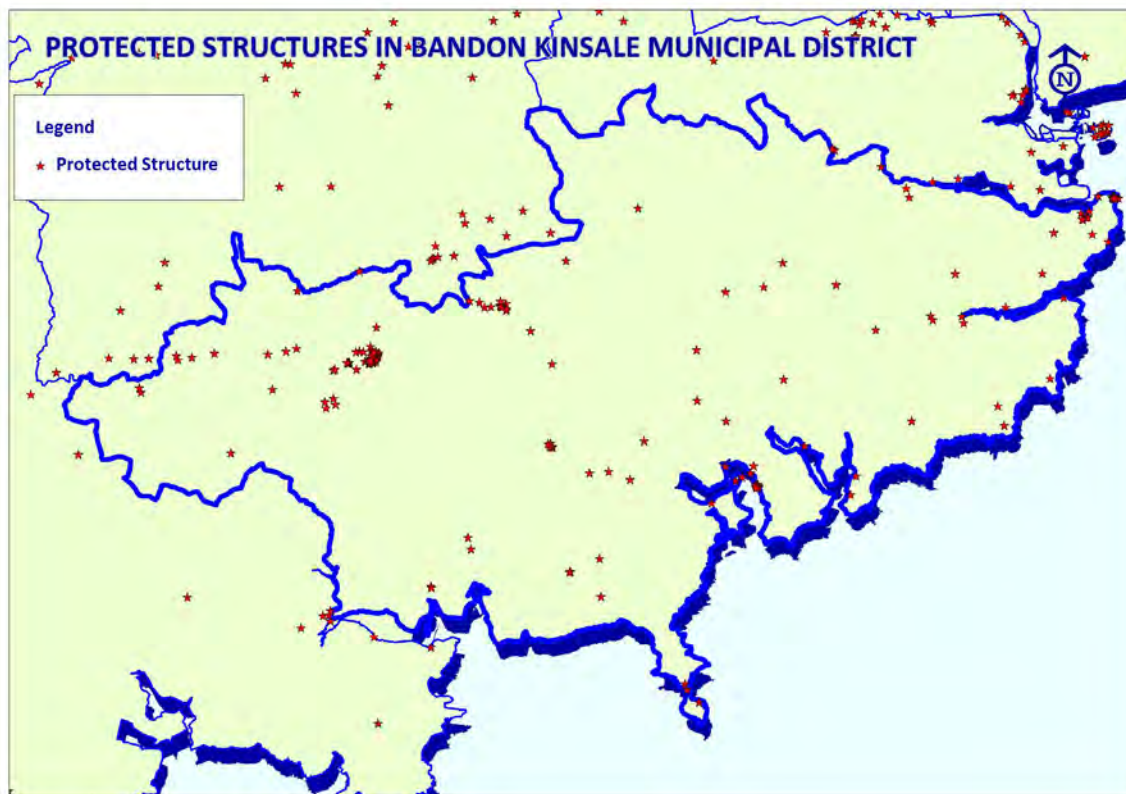 PROTECTED STRUCTURES IN BANDON KINSALE MUNICIPAL DISTRICT
N
Legend
Protected Structure